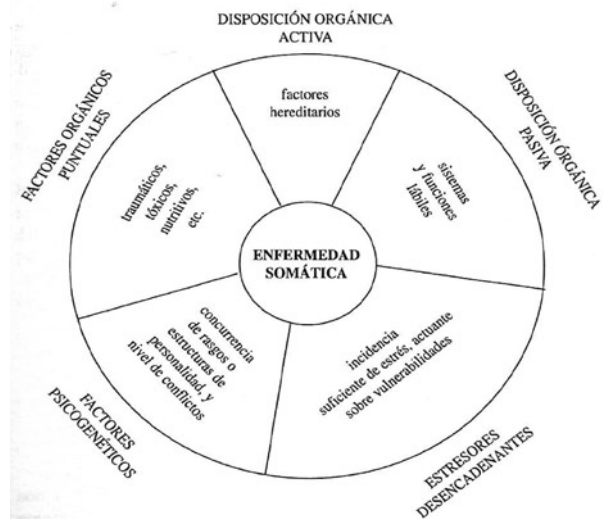 DISPOSICIÓN ORGÁNICA
ACTIVA
factores
hereditarios
DISPOSICIÓN ÓRGÁNICA
PASIVA
sistemas
y funciones
lábiles
ESTRESORES
DESENCADENANTES
incidencia
suficiente de estrés, actuante
sobre vulnerabilidades
FACTORES
PSICOGENÉTICOS
concurrencia
de rasgos o
estructuras de
personalidad, y
nivel de conflictos
FACTORES ORGÁNICOS
PUNTUALES
traumáticos,
tóxicos,
nutritivos,
etc.
ENFERMEDAD
SOMÁTICA